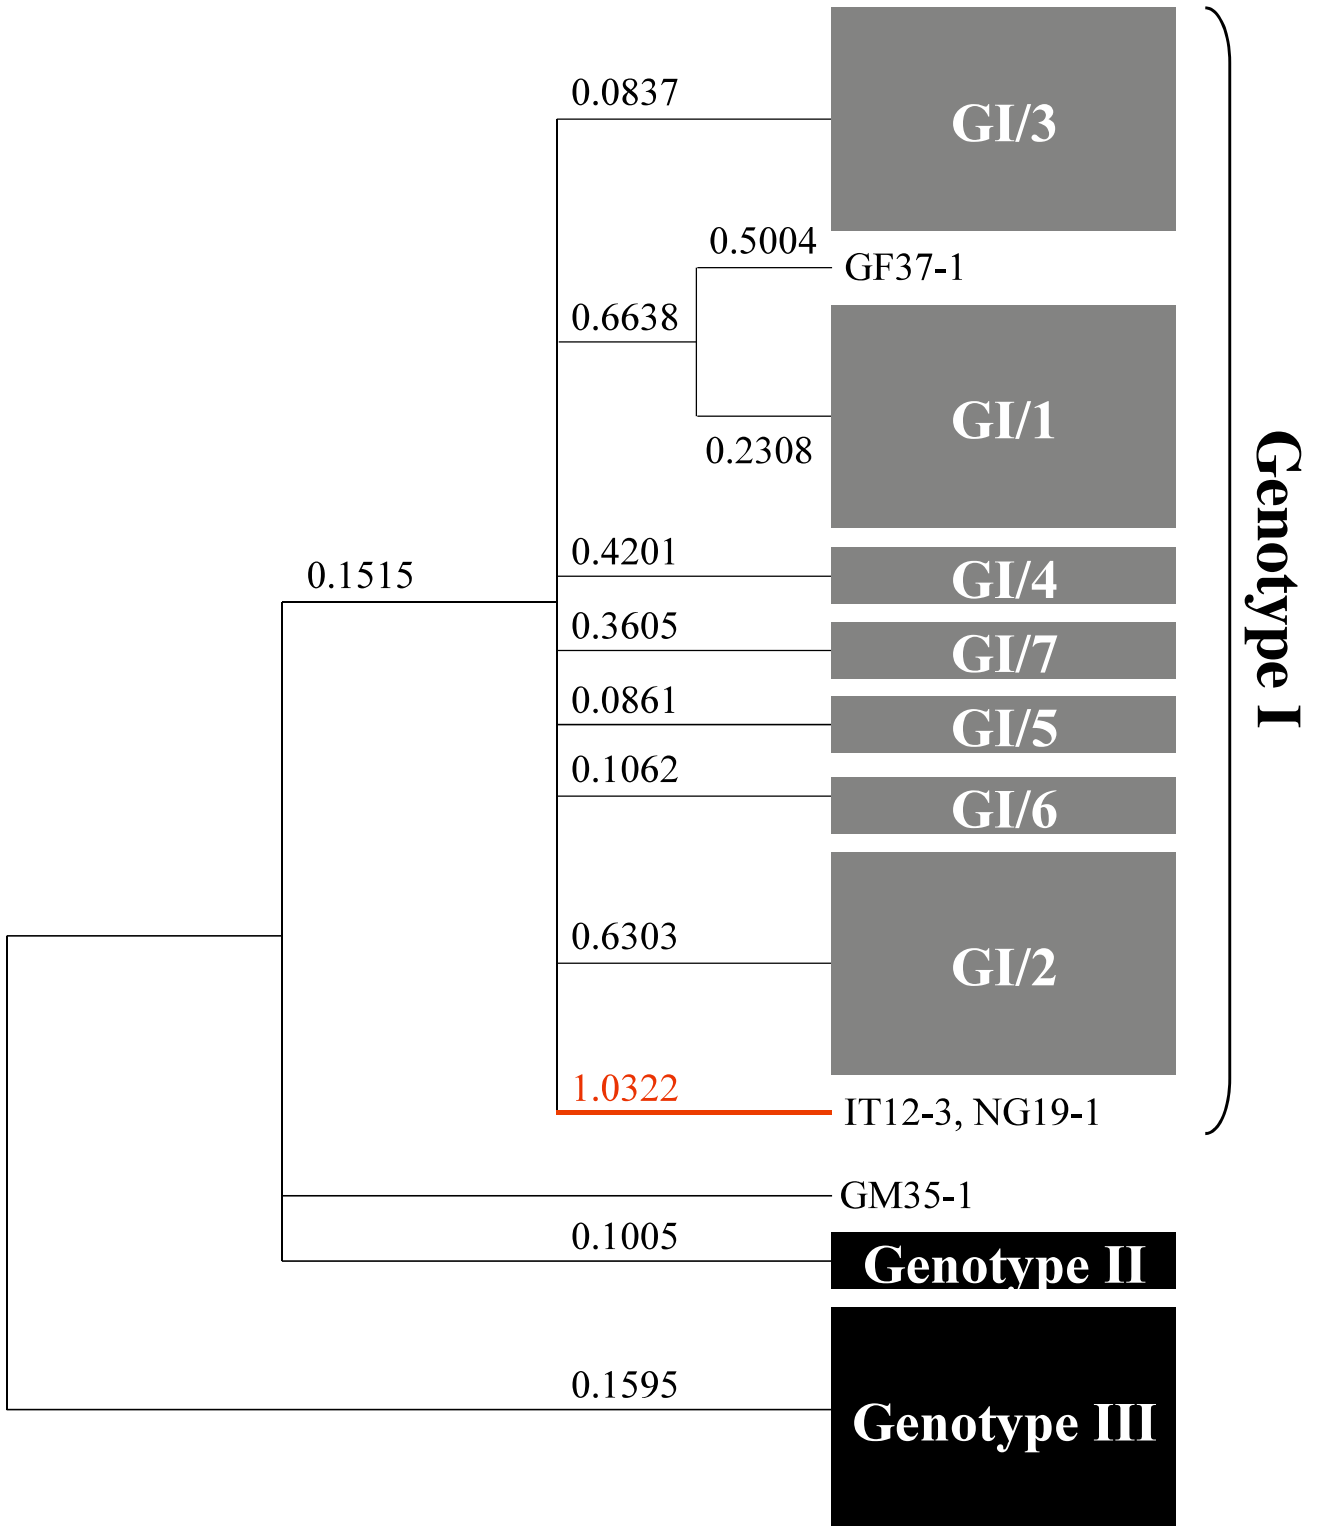 0.0837
GI/3
0.5004
GF37-1
0.6638
GI/1
0.2308
0.4201
GI/4
0.1515
0.3605
GI/7
0.0861
GI/5
0.1062
GI/6
0.6303
GI/2
1.0322
IT12-3, NG19-1
Genotype I
GM35-1
0.1005
Genotype II
0.1595
Genotype III